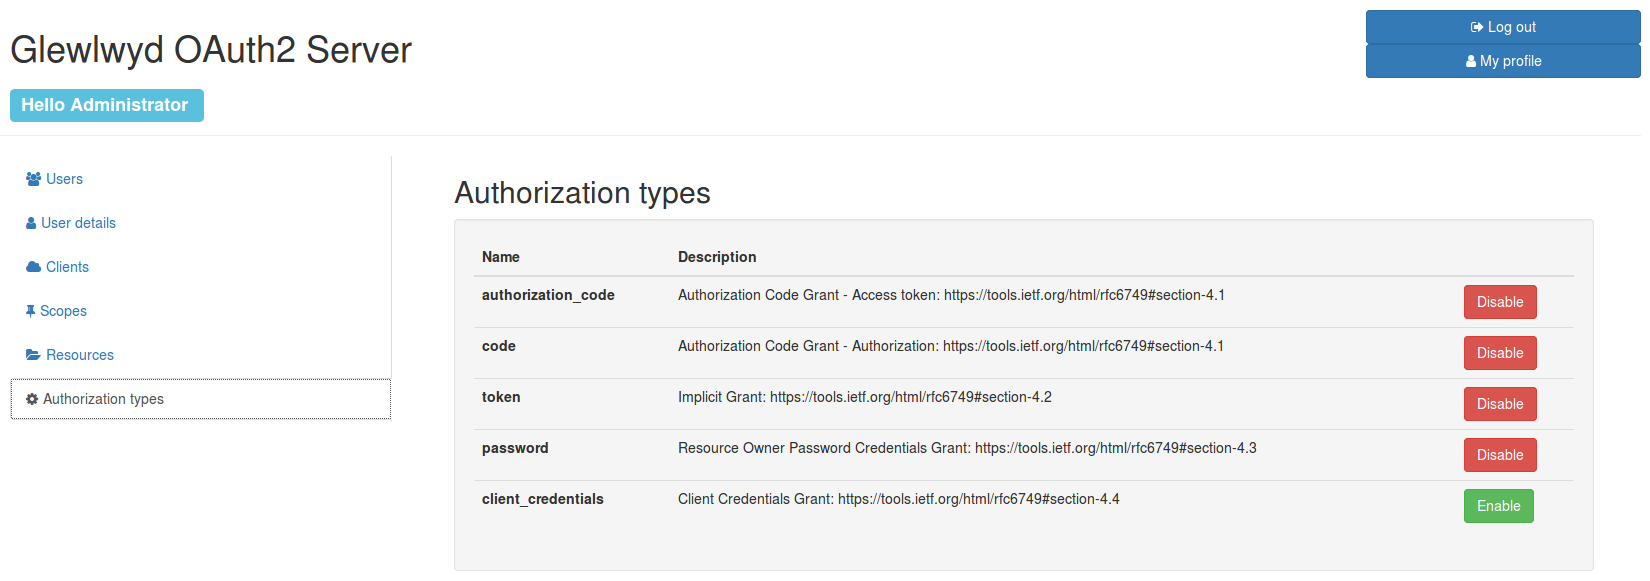 Glewlwyd OAuth2 Server
Log out
My profile
Hello Administrator
Users
User details
Clients
Scopes
Resources
Authorization types
Authorization types
Name Description
authorization_code Authorization Code Grant - Access token: https://tools.ietf.org/html/rfc6749#section-4.1 Disable
code Authorization Code Grant - Authorization: https://tools.ietf.org/html/rfc6749#section-4.1 Disable
token Implicit Grant: https://tools.ietf.org/html/rfc6749#section-4.2 Disable
password Resource Owner Password Credentials Grant: https://tools.ietf.org/html/rfc6749#section-4.3 Disable
client_credentials Client Credentials Grant: https://tools.ietf.org/html/rfc6749#section-4.4 Enable